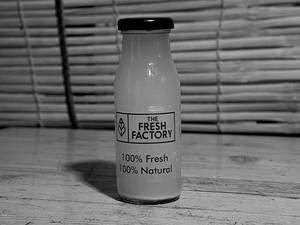 THE
FRESH
FACTORY
100% Fresh
100% Natural